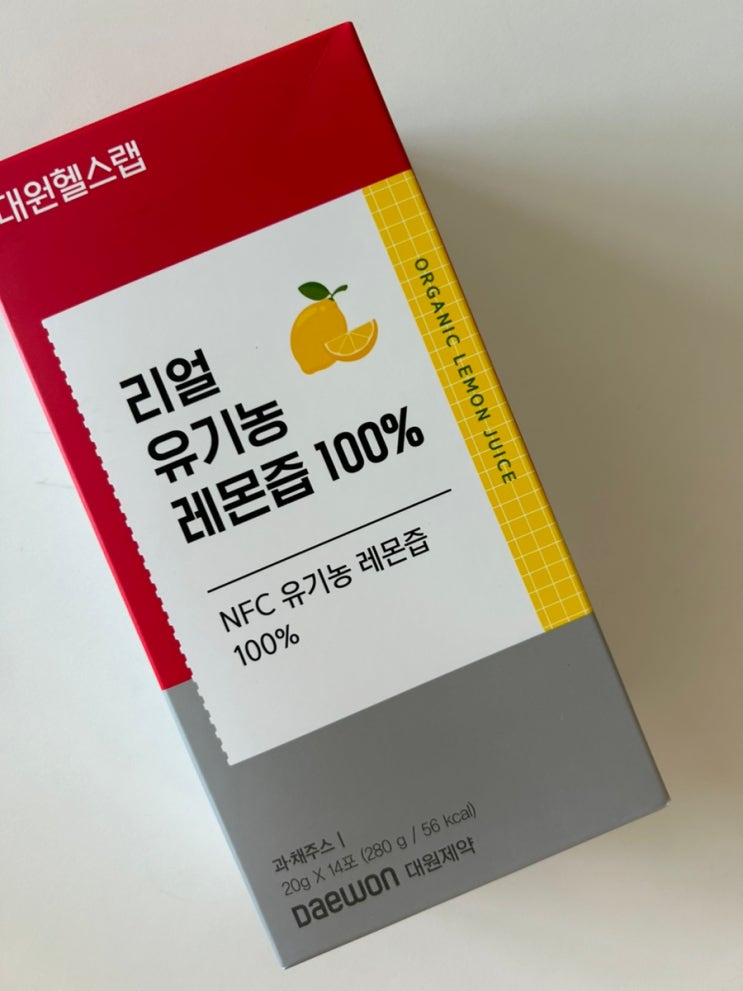 대원헬스랩
리얼
유기농
레몬즙 100%
NFC 유기농 레몬즙
100%
ORGANIC LEMON JUICE
과·채주스 |
20g X 14포 (280 g / 56 kcal)
Daewon 대원제약